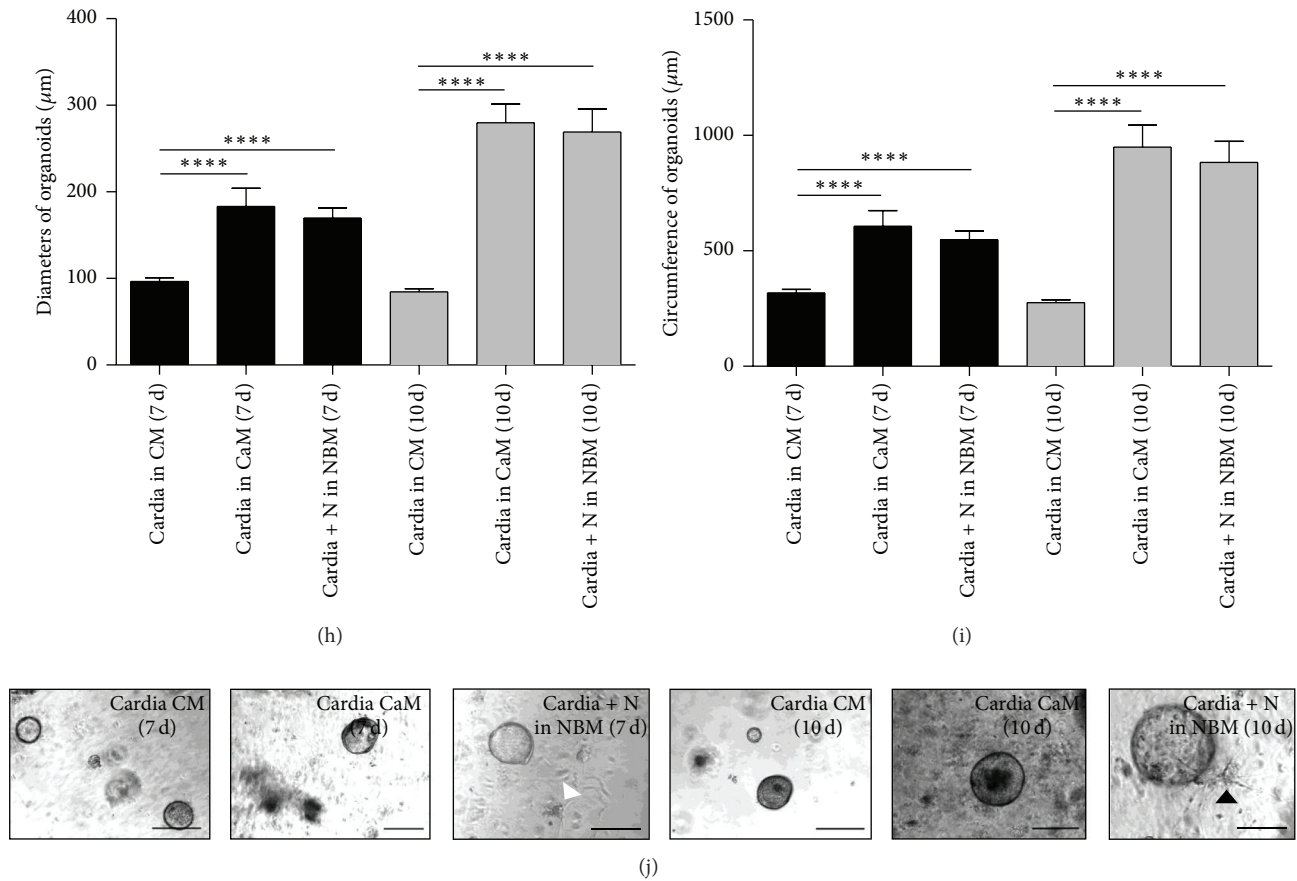 400
300
200
100
0
Diameters of organoids (μm)
****
****
****
****
Cardia in CM (7 d)
Cardia in CaM (7 d)
Cardia + N in NBM (7 d)
Cardia in CM (10 d)
Cardia in CaM (10 d)
Cardia + N in NBM (10 d)
(h)
1500
1000
500
0
Circumference of organoids (μm)
****
****
****
****
Cardia in CM (7 d)
Cardia in CaM (7 d)
Cardia + N in NBM (7 d)
Cardia in CM (10 d)
Cardia in CaM (10 d)
Cardia + N in NBM (10 d)
(i)
Cardia CM
(7 d)
Cardia CaM
(7 d)
Cardia + N
in NBM (7 d)
Cardia CM
(10 d)
Cardia CaM
(10 d)
Cardia + N
in NBM (10 d)
(j)